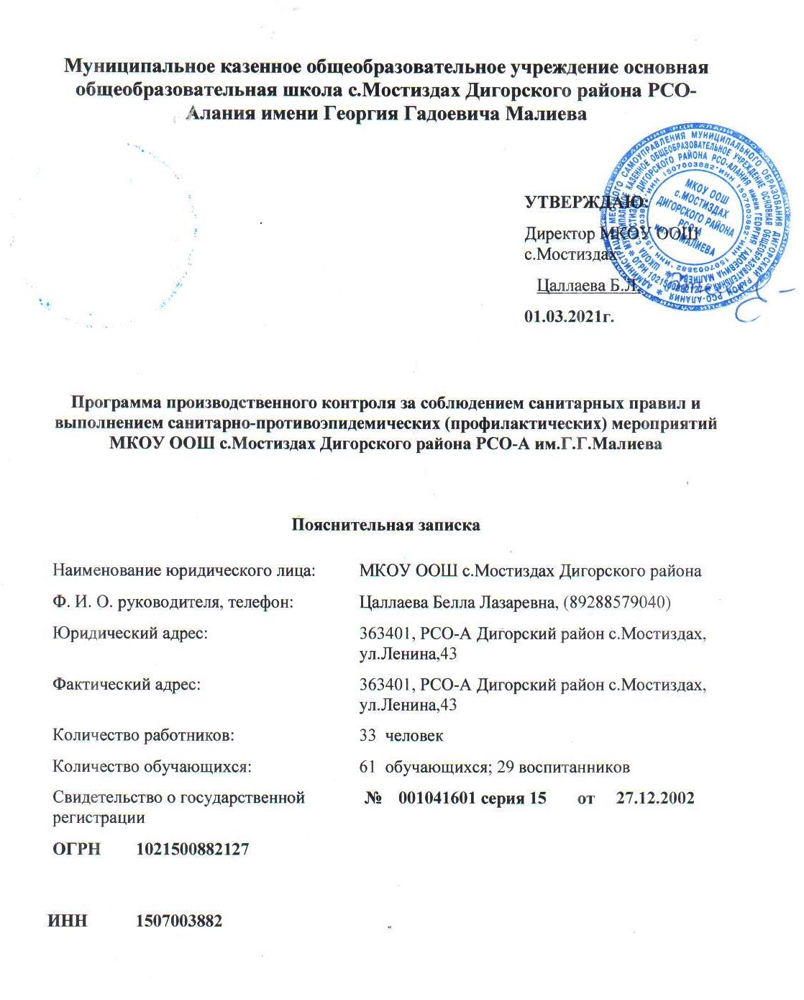 Муниципальное казенное общеобразовательное учреждение основная
общеобразовательная школа с.Мостиздах Дигорского района РСО-
Алания имени Георгия Гадоевича Малиева
УТВЕРЖДАЮ:
Директор МКОУ ООШ
с.Мостиздах
Цаллаева Б.Л.
01.03.2021г.
МКОУ ООШ
с.МОСТИЗДАХ
ДИГОРСКОГО РАЙОНА
РСО-А
МАЛИЕВА
Программа производственного контроля за соблюдением санитарных правил и
выполнением санитарно-противоэпидемических (профилактических) мероприятий
МКОУ ООШ с.Мостиздах Дигорского района РСО-А им.Г.Г.Малиева
Пояснительная записка
Наименование юридического лица: МКОУ ООШ с.Мостиздах Дигорского района
Ф. И. О. руководителя, телефон: Цаллаева Белла Лазаревна, (89288579040)
Юридический адрес: 363401, РСО-А Дигорский район с.Мостиздах,
ул.Ленина,43
Фактический адрес: 363401, РСО-А Дигорский район с.Мостиздах,
ул.Ленина,43
Количество работников: 33 человек
Количество обучающихся: 61 обучающихся; 29 воспитанников
Свидетельство о государственной № 001041601 серия 15 от 27.12.2002
регистрации
ОГРН 1021500882127
ИНН 1507003882